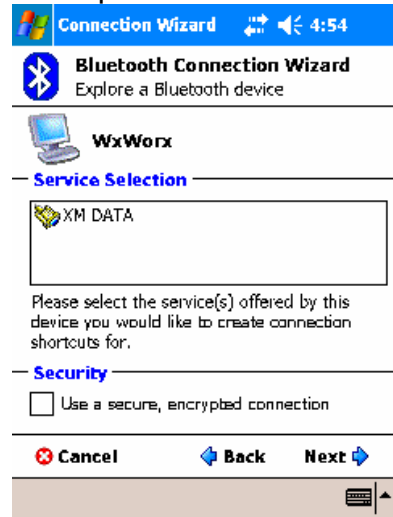 Connection Wizard 4:54
Bluetooth Connection Wizard
Explore a Bluetooth device
WxWorx
Service Selection
XM DATA
Please select the service(s) offered by this
device you would like to create connection
shortcuts for.
Security
Use a secure, encrypted connection
Cancel Back Next